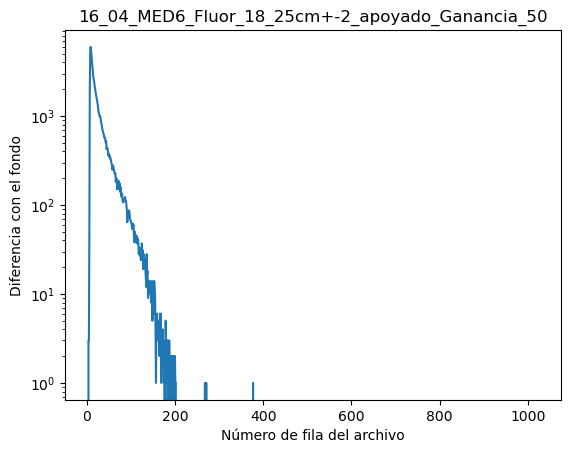 16_04_MED6_Fluor_18_25cm+-2_apoyado_Ganancia_50
Diferencia con el fondo
10³
10²
10¹
10⁰
0 200 400 600 800 1000
Número de fila del archivo